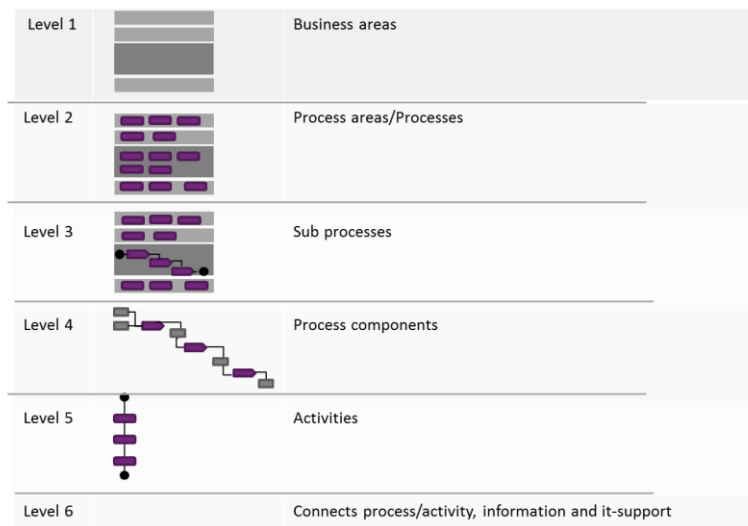 Level 1 Business areas
Level 2 Process areas/Processes
Level 3 Sub processes
Level 4 Process components
Level 5 Activities
Level 6 Connects process/activity, information and it-support